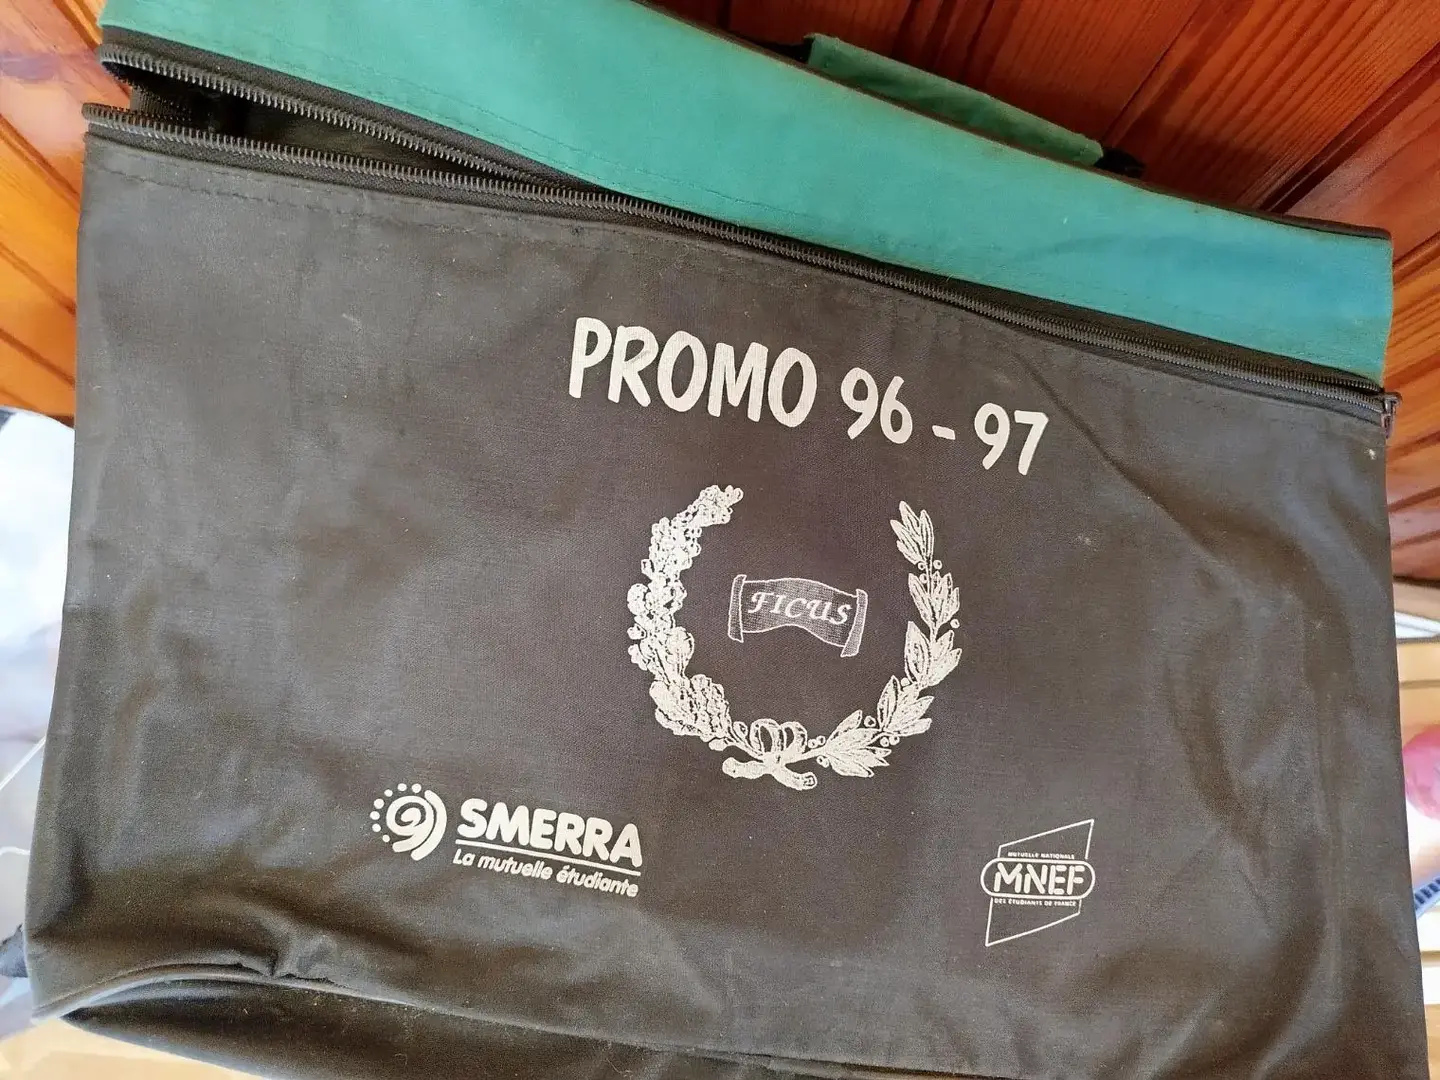 PROMO 96 - 97
FICUS
SMERRA
La mutuelle étudiante
MUTUELLE NATIONALE
MNEF
DES ÉTUDIANTS DE FRANCE